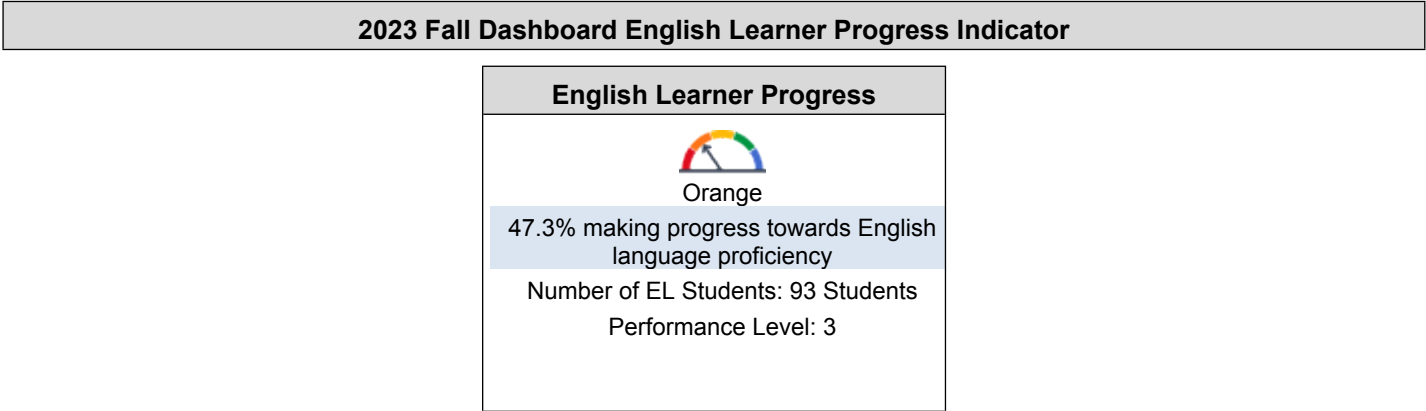 2023 Fall Dashboard English Learner Progress Indicator
English Learner Progress
Orange
47.3% making progress towards English
language proficiency
Number of EL Students: 93 Students
Performance Level: 3